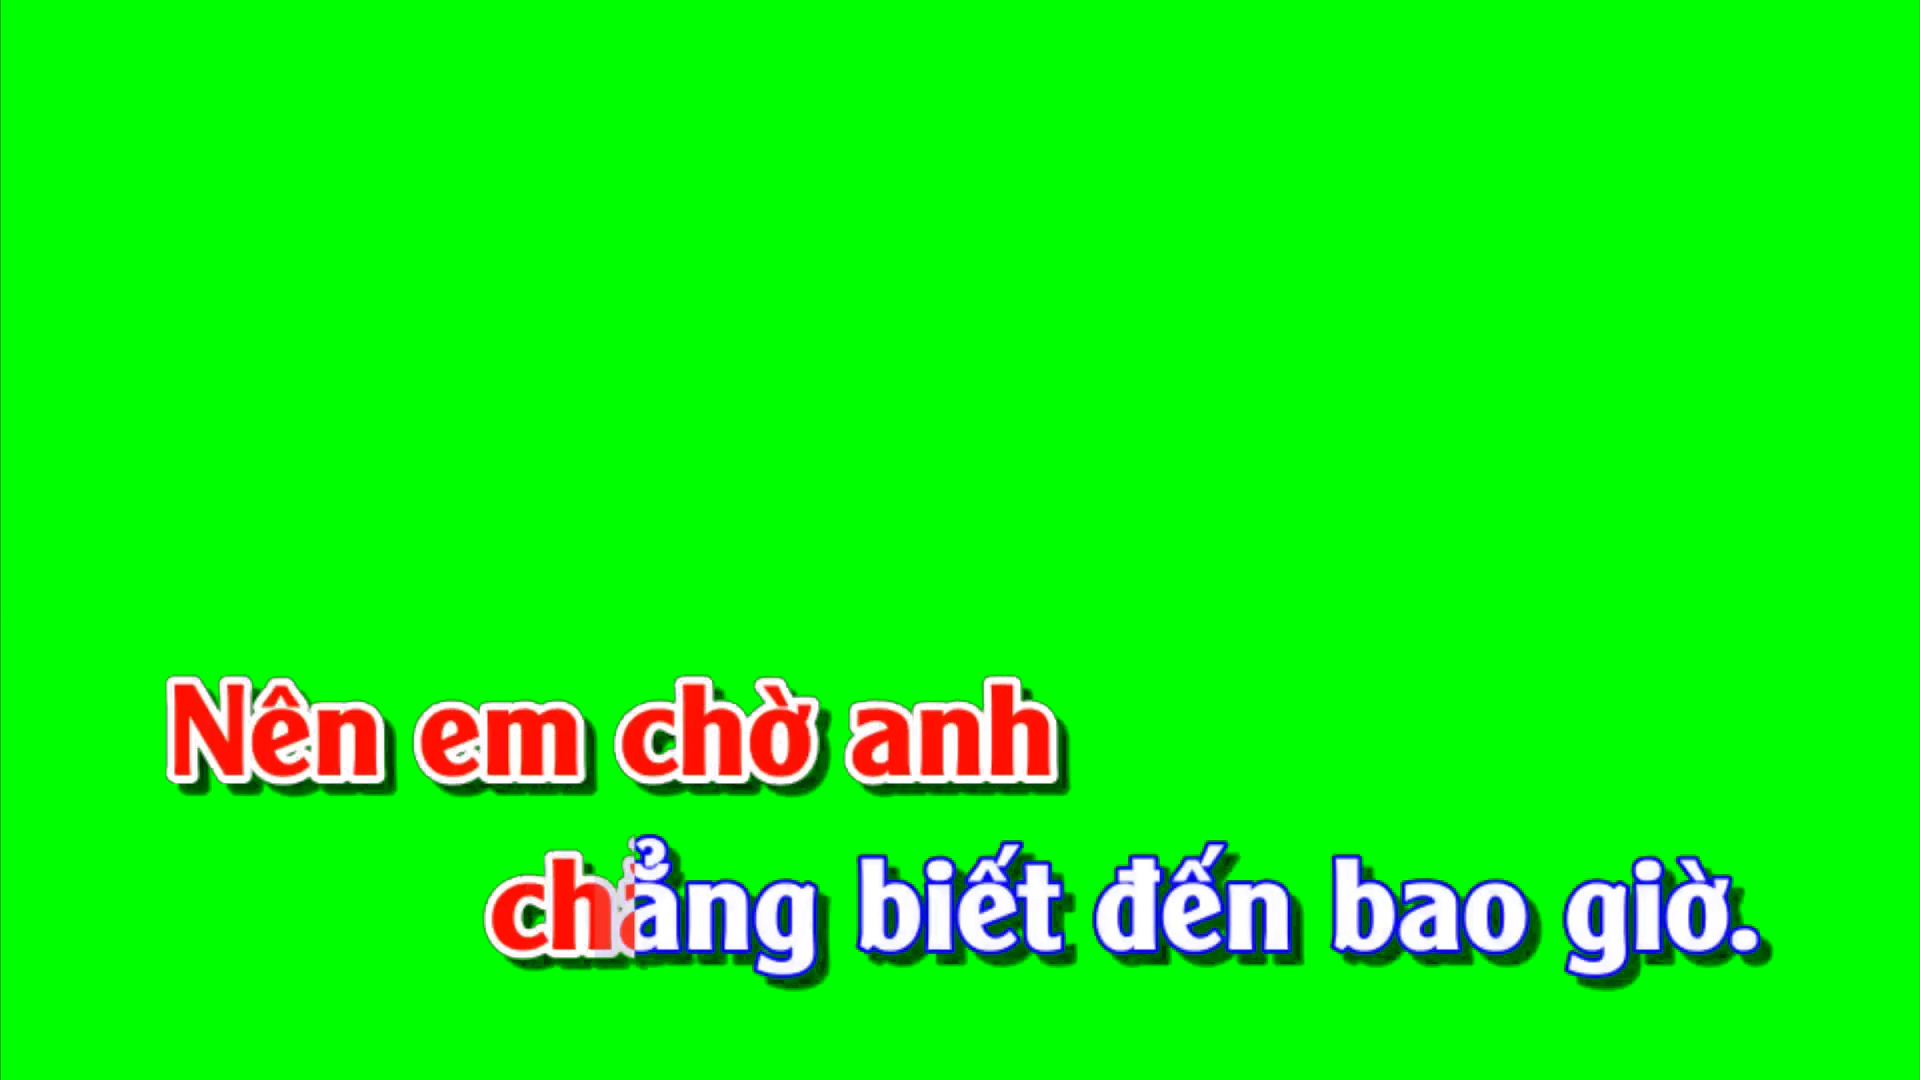 Nên em chờ anh
chẳng biết đến bao giờ.